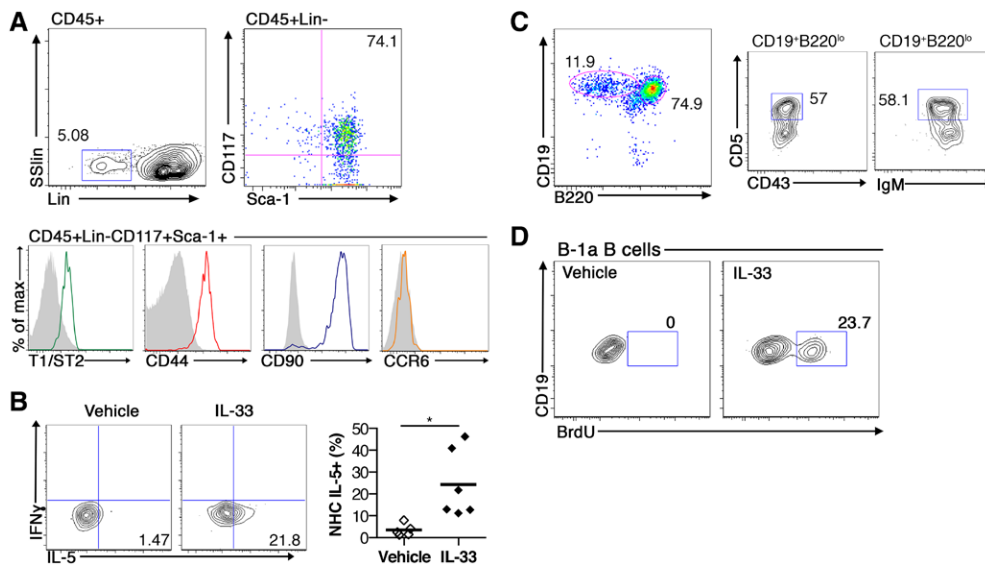 A
CD45+
CD45+Lin-
74.1
5.08
SSlin
Lin
CD117
Sca-1
CD45+Lin-CD117+Sca-1+
% of max
T1/ST2
CD44
CD90
CCR6
B
Vehicle
IL-33
IFNγ
1.47
21.8
IL-5
NHC IL-5+ (%)
50
40
30
20
10
0
*
Vehicle
IL-33
C
11.9
74.9
CD19
B220
CD19⁺B220ˡᵒ
CD19⁺B220ˡᵒ
57
58.1
CD5
CD43
IgM
D
B-1a B cells
Vehicle
IL-33
0
23.7
CD19
BrdU